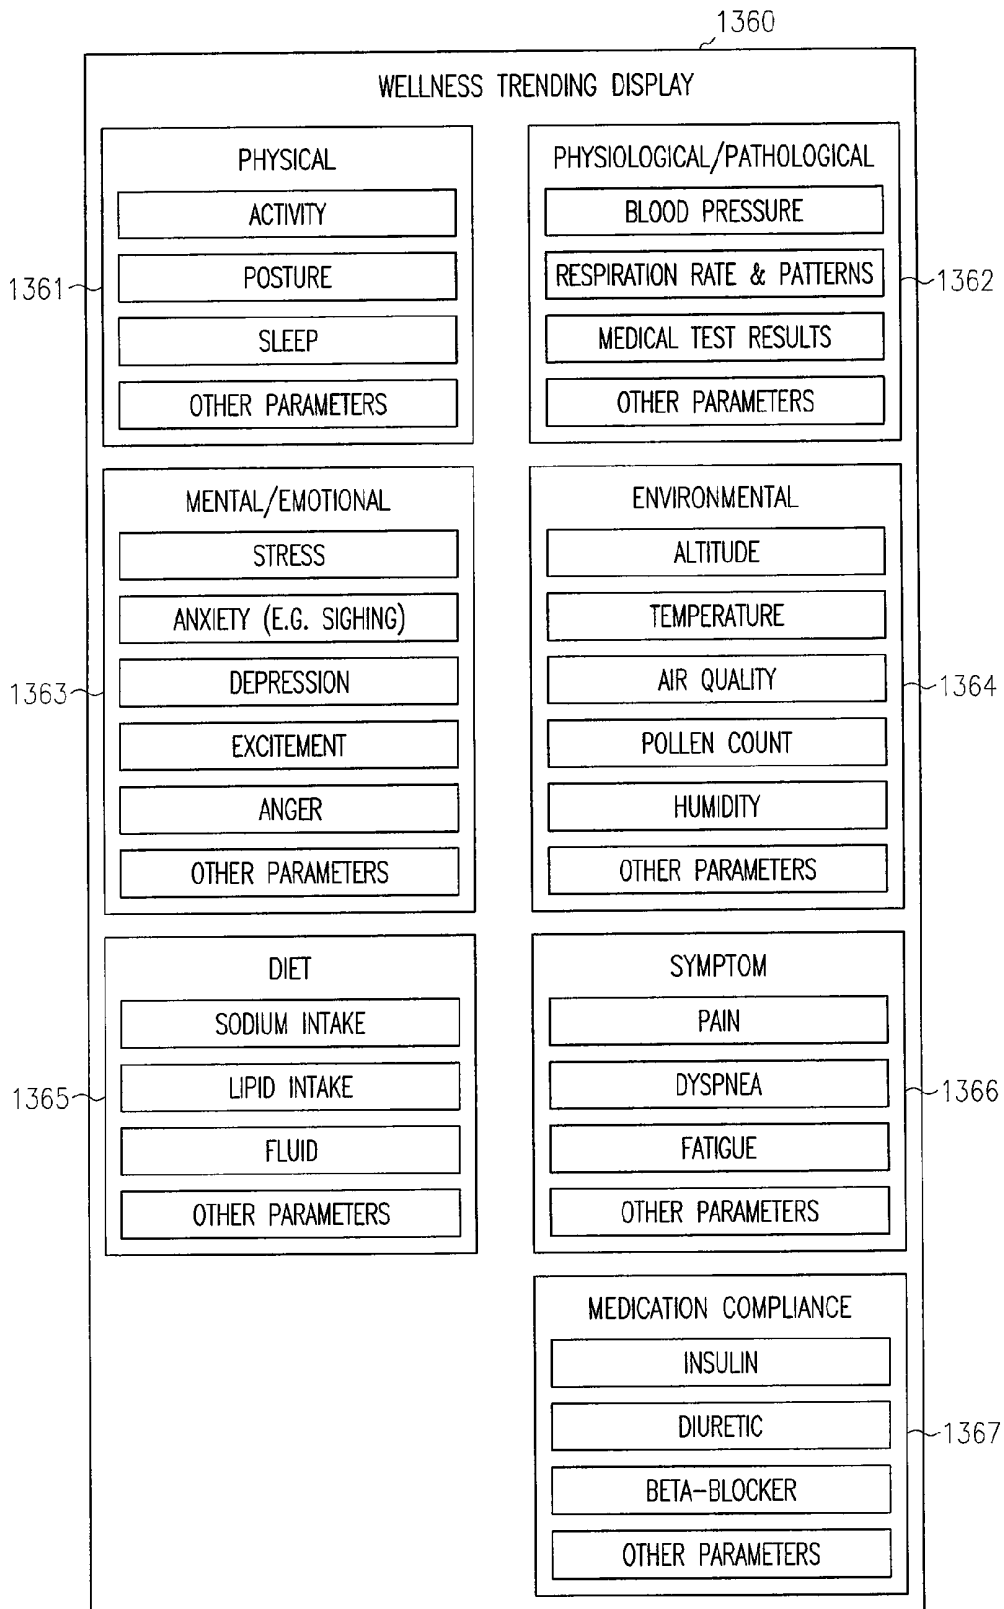 1360
WELLNESS TRENDING DISPLAY
PHYSICAL
ACTIVITY
POSTURE
SLEEP
OTHER PARAMETERS
1361
PHYSIOLOGICAL/PATHOLOGICAL
BLOOD PRESSURE
RESPIRATION RATE & PATTERNS
MEDICAL TEST RESULTS
OTHER PARAMETERS
1362
MENTAL/EMOTIONAL
STRESS
ANXIETY (E.G. SIGHING)
DEPRESSION
EXCITEMENT
ANGER
OTHER PARAMETERS
1363
ENVIRONMENTAL
ALTITUDE
TEMPERATURE
AIR QUALITY
POLLEN COUNT
HUMIDITY
OTHER PARAMETERS
1364
DIET
SODIUM INTAKE
LIPID INTAKE
FLUID
OTHER PARAMETERS
1365
SYMPTOM
PAIN
DYSPNEA
FATIGUE
OTHER PARAMETERS
1366
MEDICATION COMPLIANCE
INSULIN
DIURETIC
BETA-BLOCKER
OTHER PARAMETERS
1367